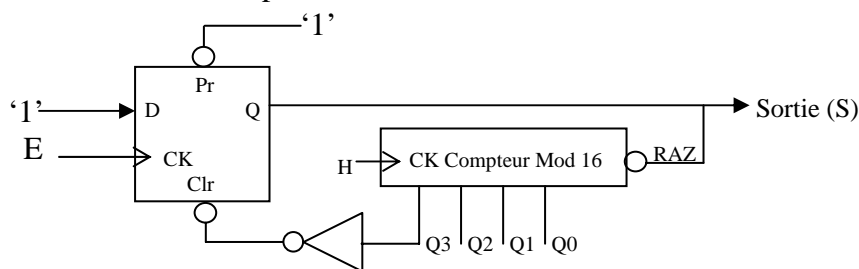 ‘1’
Pr
‘1’
D
Q
Sortie (S)
E
CK
H
CK Compteur Mod 16
RAZ
Clr
Q3
Q2
Q1
Q0